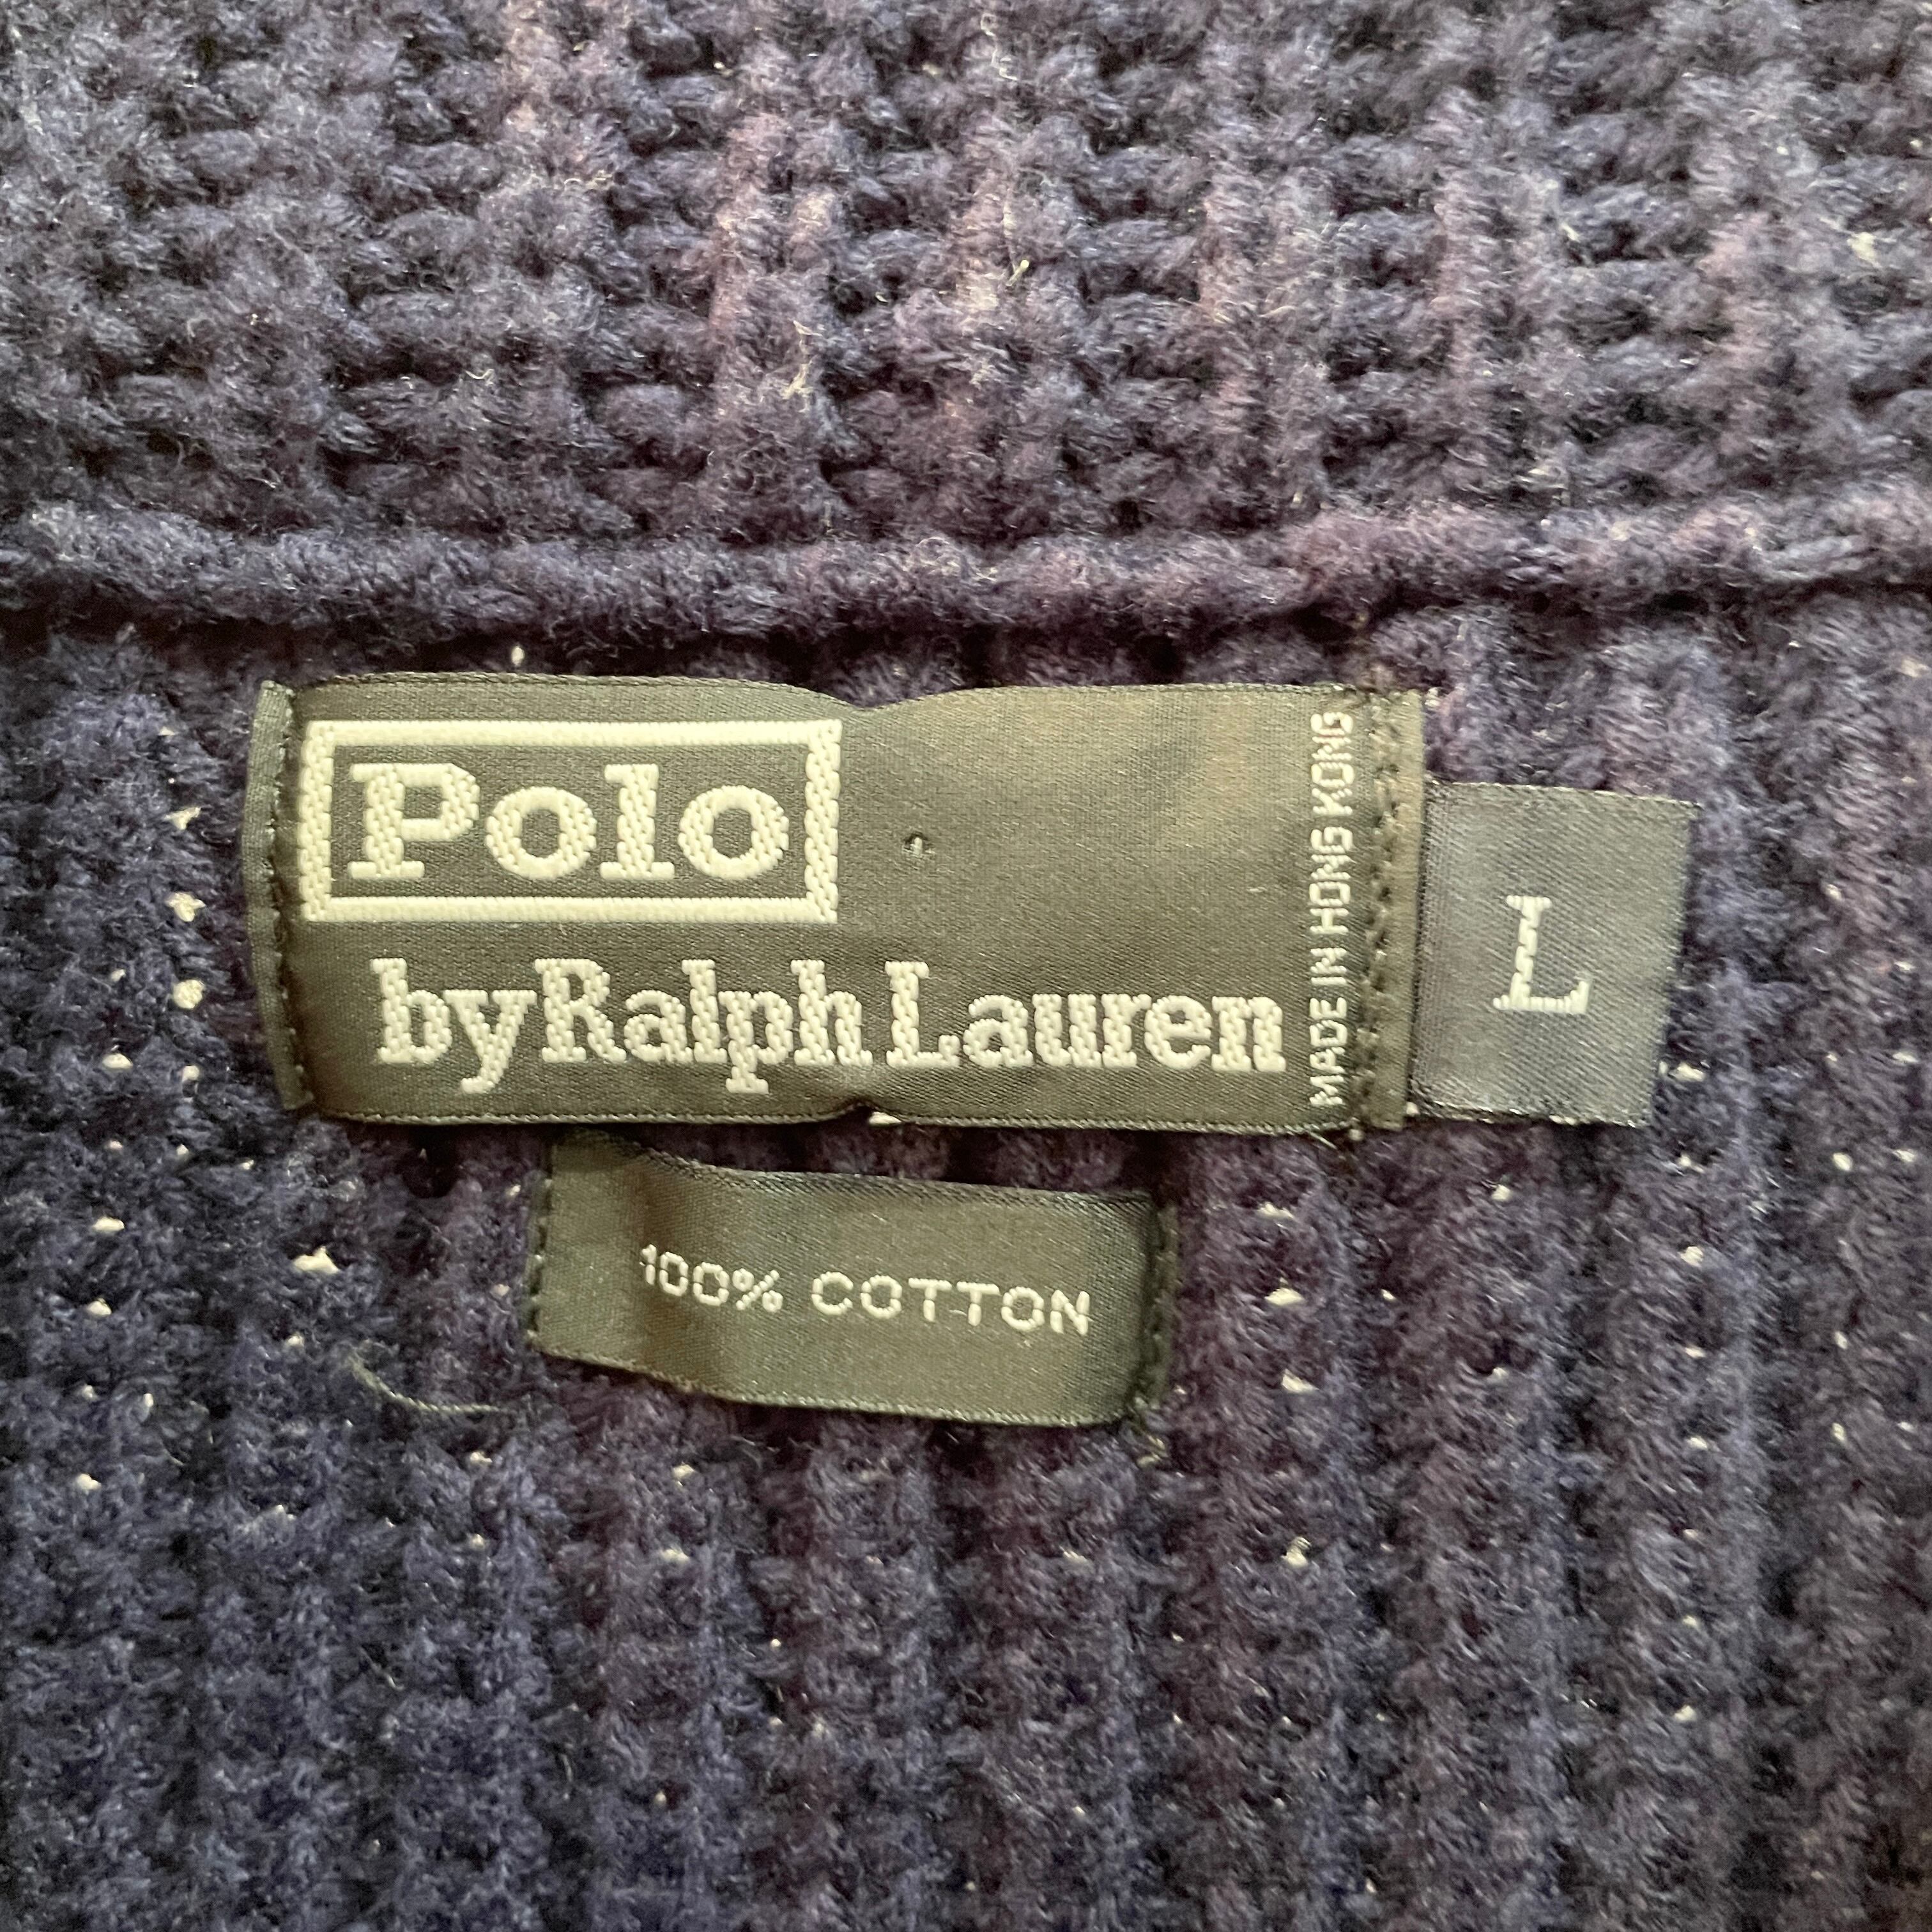 Polo
by Ralph Lauren
MADE IN HONG KONG
L
100% COTTON